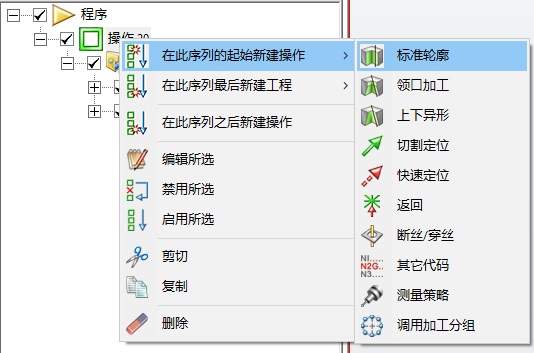 程序
操作 20
在此序列的起始新建操作
在此序列最后新建工程
在此序列之后新建操作
编辑所选
禁用所选
启用所选
剪切
复制
删除
标准轮廓
领口加工
上下异形
切割定位
快速定位
返回
断丝/穿丝
其它代码
测量策略
调用加工分组
N1....
N2G..
N3....